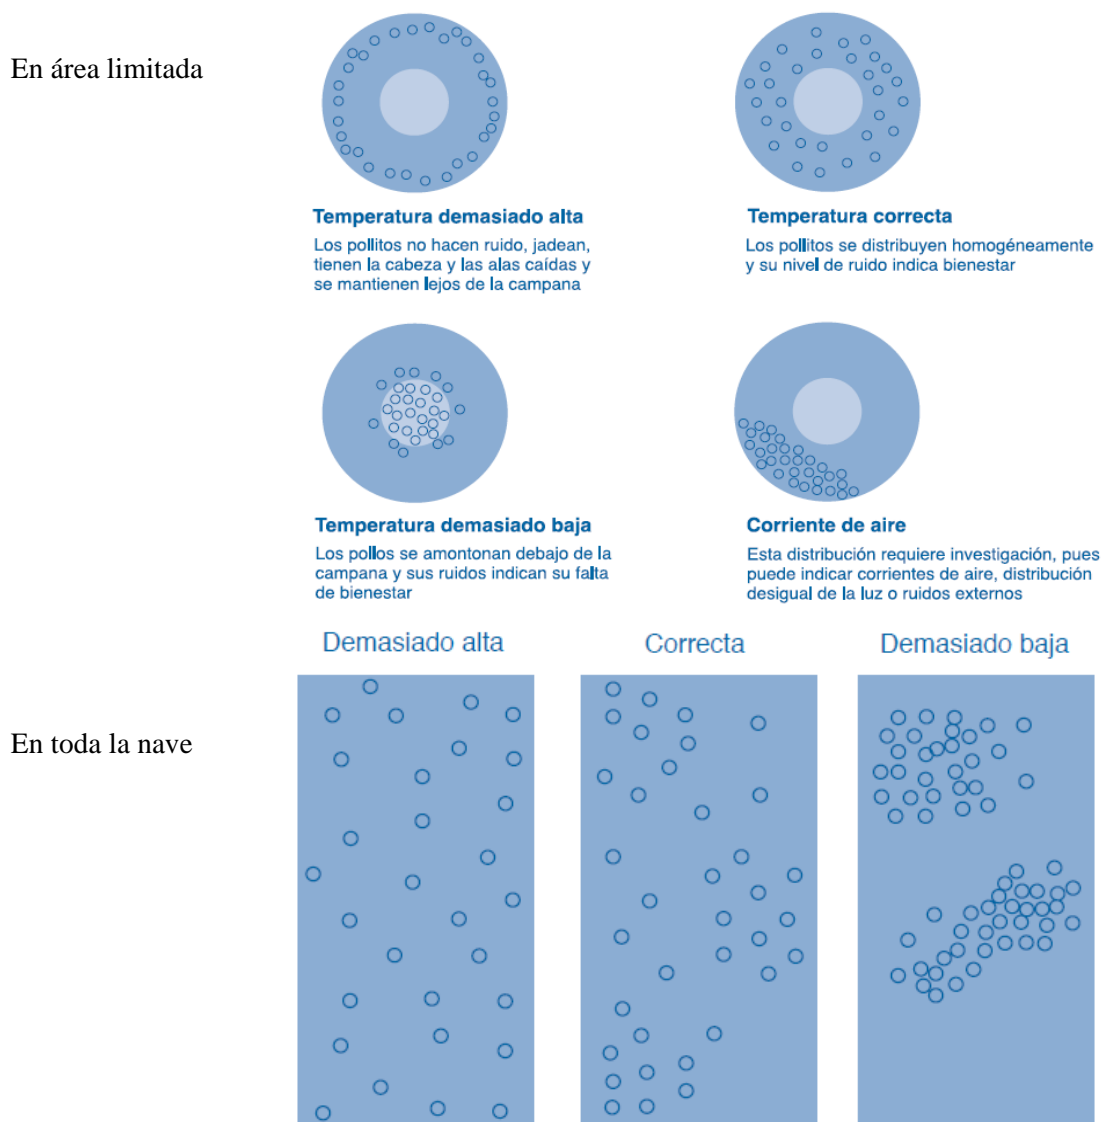 En área limitada
Temperatura demasiado alta
Los pollitos no hacen ruido, jadean,
tienen la cabeza y las alas caídas y
se mantienen lejos de la campana
Temperatura correcta
Los pollitos se distribuyen homogéneamente
y su nivel de ruido indica bienestar
Temperatura demasiado baja
Los pollos se amontonan debajo de la
campana y sus ruidos indican su falta
de bienestar
Corriente de aire
Esta distribución requiere investigación, pues
puede indicar corrientes de aire, distribución
desigual de la luz o ruidos externos
En toda la nave
Demasiado alta
Correcta
Demasiado baja